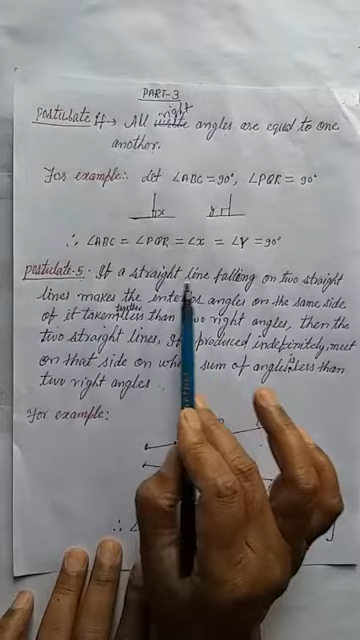 PART-3
right
Postulate 4→ All angles are equal to one
another.
For example:- Let ∠ABC = 90°, ∠PQR = 90°
x y
∴ ∠ABC = ∠PQR = ∠x = ∠Y = 90°
Postulate-5. If a straight line falling on two straight
lines makes the angles on the same side
together
of it taken less than two right angles, then the
two straight lines, If produced indefinitely, meet
on that side on sum of angles is less than
two right angles.
For example:
∴ ∠